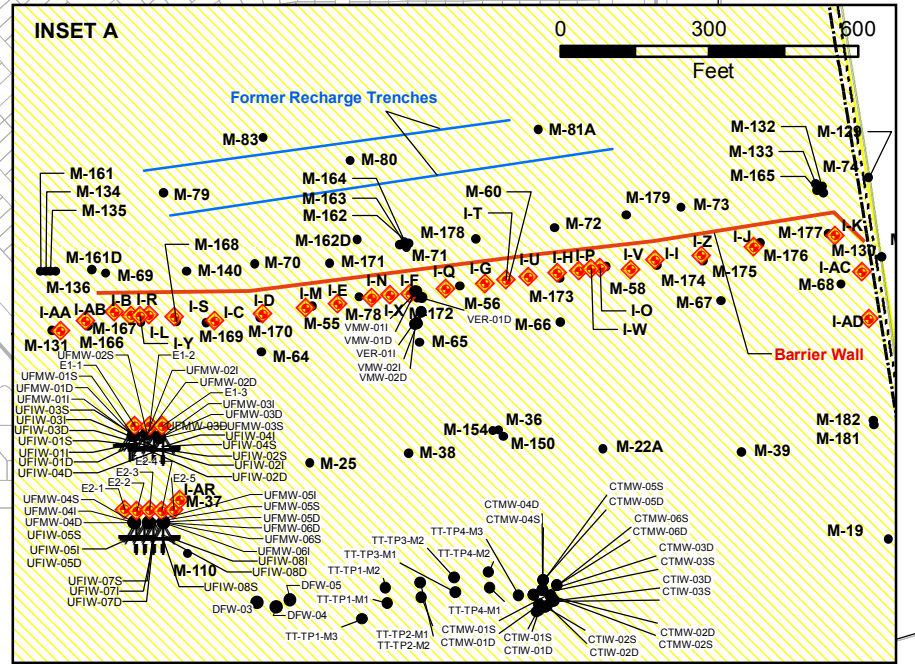 INSET A
0 300 600
Feet
Former Recharge Trenches
M-83
M-81A
M-132
M-129
M-133
M-74
M-165
M-161
M-134
M-135
M-80
M-164
M-163
M-162
M-60
I-T
M-79
M-179
M-73
M-72
M-168
M-162D
M-178
M-71
M-177
I-K
M-161D
M-69
M-140
M-70
M-171
I-Q
I-G
I-U
I-H
I-P
I-V
I-I
I-Z
I-J
M-176
I-AC
M-136
M-174
M-175
M-68
M-58
M-173
I-AA
I-AB
I-B
I-R
I-S
I-C
I-D
I-M
I-E
I-N
I-F
I-X
M-56
I-O
M-67
I-AD
M-131
M-167
M-166
I-L
I-Y
M-169
M-170
M-55
M-78
M-172
VER-01D
M-66
I-W
VMW-01I
VMW-01D
VER-01I
VMW-02I
VMW-02D
M-65
M-64
Barrier Wall
UFMW-02S
E1-2
E1-1
UFMW-02I
UFMW-02D
E1-3
UFMW-01S
UFMW-01D
UFMW-01I
UFIW-03S
UFIW-03I
UFIW-03D
UFIW-01S
UFIW-01I
UFIW-01D
UFIW-04D
UFMW-03I
UFMW-03D
UFMW-03S
UFIW-04I
UFIW-04S
UFIW-02S
UFIW-02I
UFIW-02D
M-154
M-36
M-150
M-182
M-181
M-25
M-38
M-22A
M-39
E2-4
E2-3
E2-2
E2-1
E2-5
I-AR
M-37
UFMW-04S
UFMW-04I
UFMW-04D
UFIW-05S
UFIW-05I
UFIW-05D
UFMW-05I
UFMW-05S
UFMW-05D
UFMW-06D
UFMW-06S
UFMW-06I
UFIW-08I
UFIW-08D
UFIW-08S
M-110
UFIW-07S
UFIW-07I
UFIW-07D
M-19
CTMW-05S
CTMW-05D
CTMW-04D
CTMW-04S
CTMW-06S
CTMW-06D
CTMW-03D
CTMW-03S
CTIW-03D
CTIW-03S
CTMW-02D
CTMW-02S
CTIW-02S
CTIW-02D
CTIW-01S
CTIW-01D
CTMW-01S
CTMW-01D
TT-TP3-M2
TT-TP3-M1
TT-TP4-M2
TT-TP1-M2
TT-TP1-M1
TT-TP4-M1
TT-TP1-M3
TT-TP2-M1
TT-TP2-M2
DFW-05
DFW-03
DFW-04